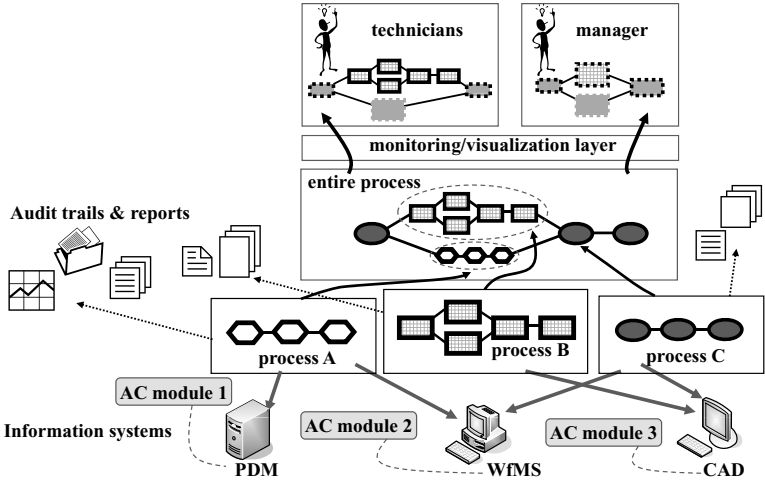 technicians
manager
monitoring/visualization layer
entire process
Audit trails & reports
process A
process B
process C
AC module 1
AC module 2
AC module 3
Information systems
PDM
WfMS
CAD